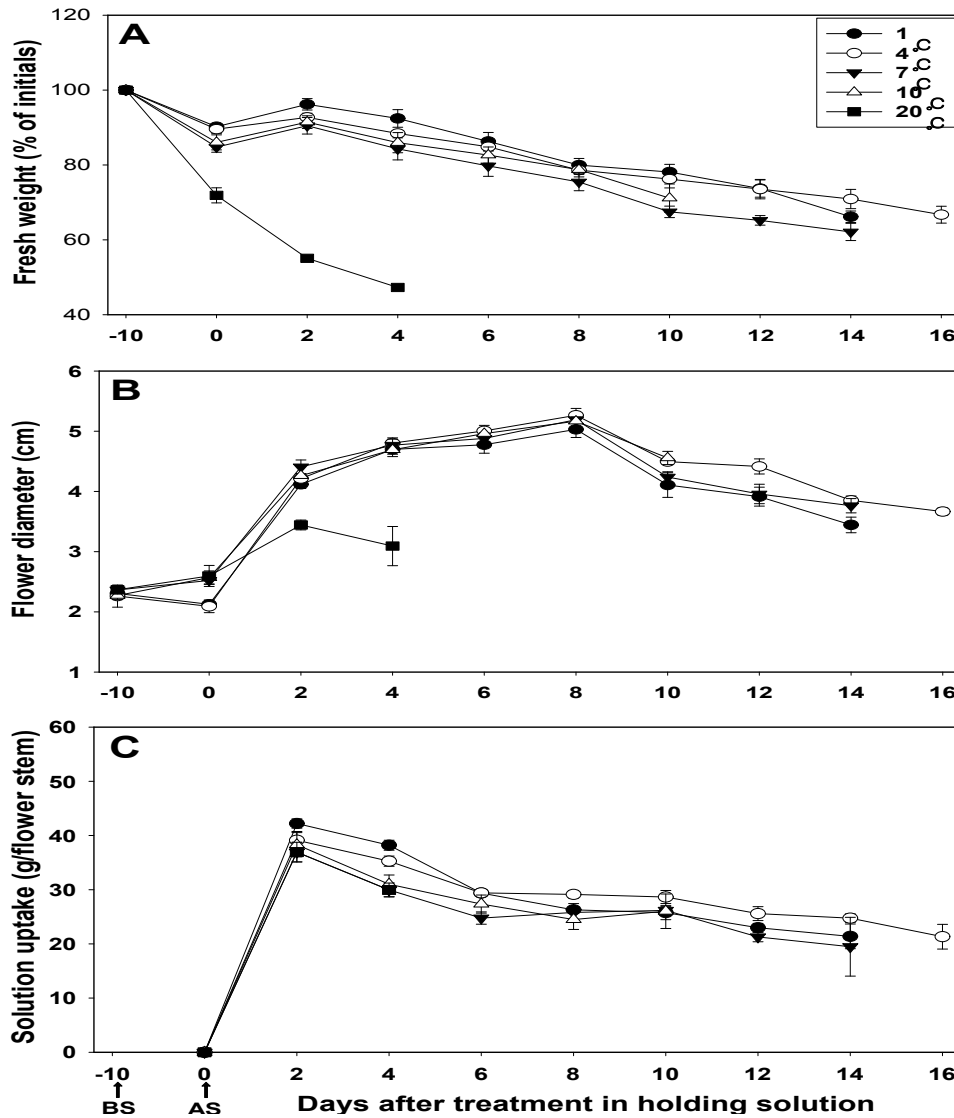 120
A
1
°C
4
°C
7
°C
10
°C
20
°C
100
80
60
40
Fresh weight (% of initials)
-10 0 2 4 6 8 10 12 14 16
6
B
5
4
3
2
1
Flower diameter (cm)
-10 0 2 4 6 8 10 12 14 16
60
C
50
40
30
20
10
0
Solution uptake (g/flower stem)
-10 0 2 4 6 8 10 12 14 16
BS AS Days after treatment in holding solution